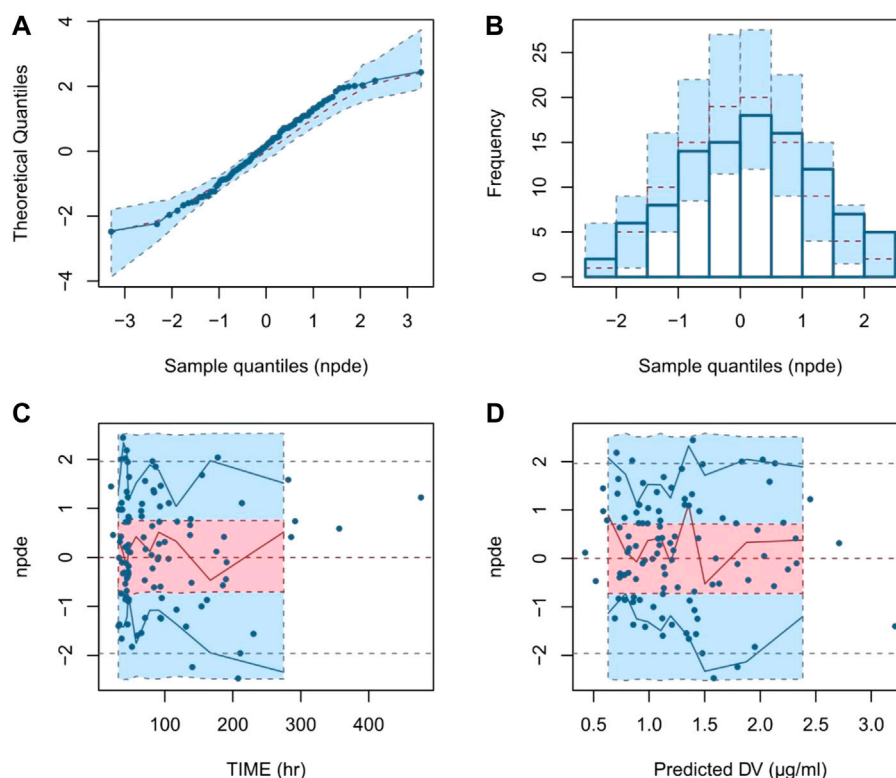 A
4
2
0
−2
−4
Theoretical Quantiles
−3 −2 −1 0 1 2 3
Sample quantiles (npde)
B
25
20
15
10
5
0
Frequency
−2 −1 0 1 2
Sample quantiles (npde)
C
2
1
0
−1
−2
npde
100 200 300 400
TIME (hr)
D
2
1
0
−1
−2
npde
0.5 1.0 1.5 2.0 2.5 3.0
Predicted DV (μg/ml)